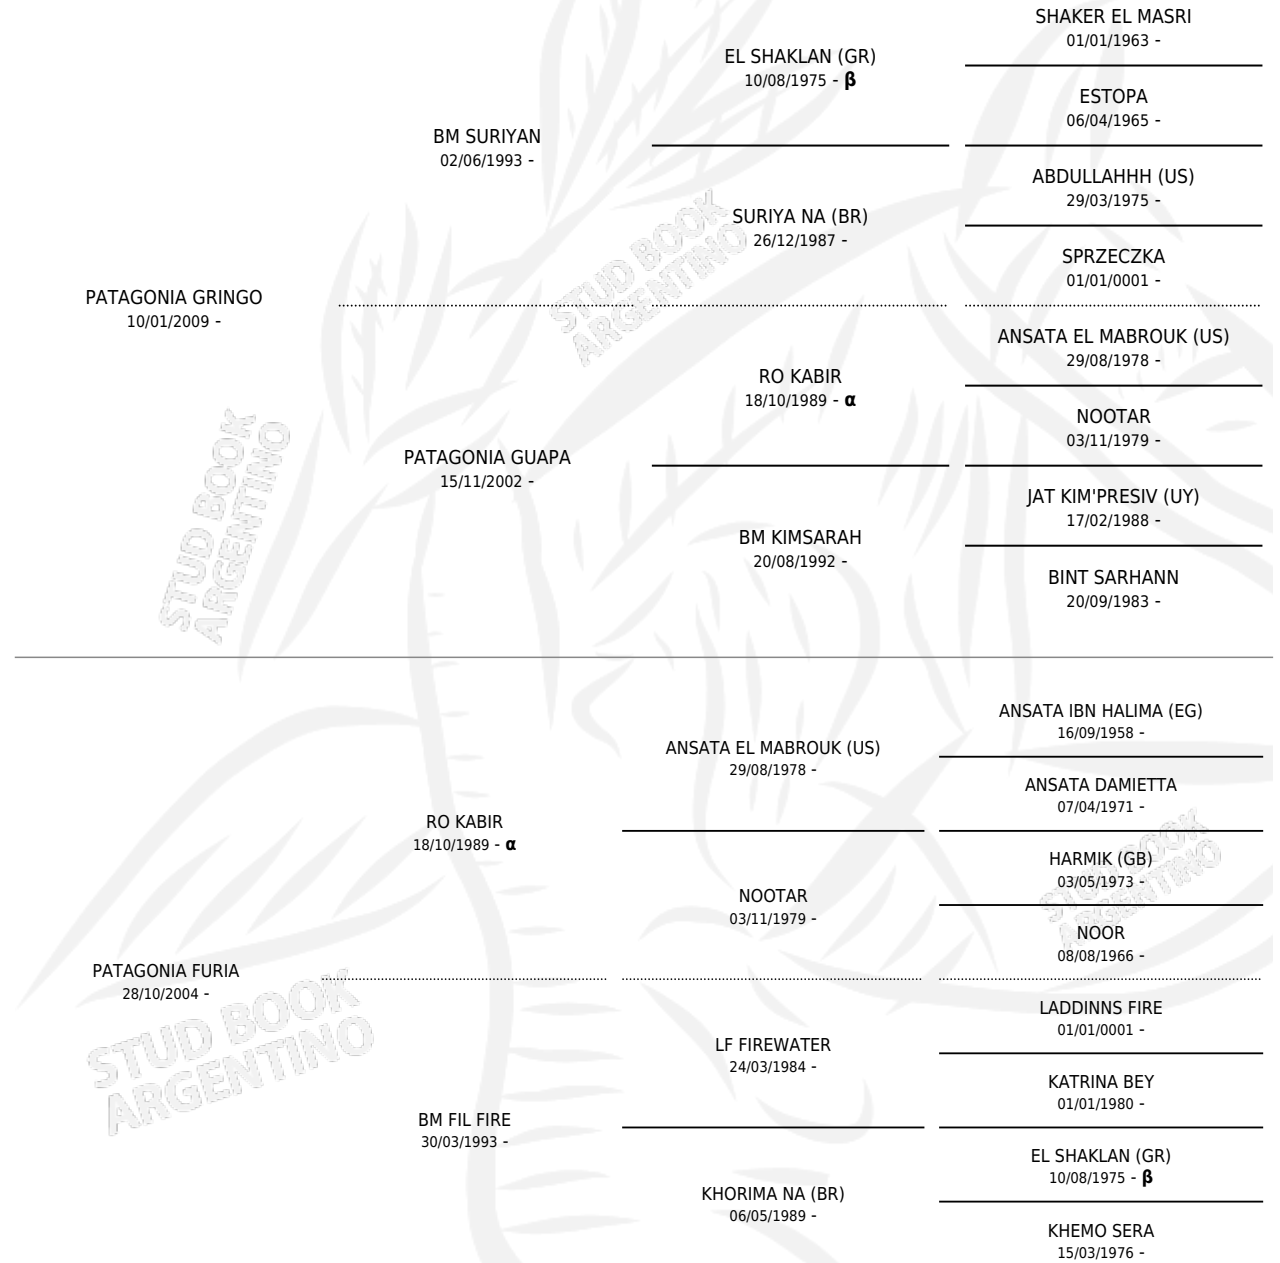 SHAKER EL MASRI
01/01/1963 -
EL SHAKLAN (GR)
10/08/1975 - β
ESTOPA
06/04/1965 -
BM SURIYAN
02/06/1993 -
ABDULLAHHH (US)
29/03/1975 -
SURIYA NA (BR)
26/12/1987 -
SPRZECZKA
01/01/0001 -
PATAGONIA GRINGO
10/01/2009 -
STUD BOOK
ARGENTINO
ANSATA EL MABROUK (US)
29/08/1978 -
RO KABIR
18/10/1989 - α
NOOTAR
03/11/1979 -
PATAGONIA GUAPA
15/11/2002 -
JAT KIM'PRESIV (UY)
17/02/1988 -
BM KIMSARAH
20/08/1992 -
BINT SARHANN
20/09/1983 -
STUD BOOK
ARGENTINO
ANSATA IBN HALIMA (EG)
16/09/1958 -
ANSATA EL MABROUK (US)
29/08/1978 -
ANSATA DAMIETTA
07/04/1971 -
RO KABIR
18/10/1989 - α
HARMIK (GB)
03/05/1973 -
NOOTAR
03/11/1979 -
NOOR
08/08/1966 -
STUD BOOK
ARGENTINO
PATAGONIA FURIA
28/10/2004 -
LADDINNS FIRE
01/01/0001 -
LF FIREWATER
24/03/1984 -
KATRINA BEY
01/01/1980 -
STUD BOOK
ARGENTINO
BM FIL FIRE
30/03/1993 -
EL SHAKLAN (GR)
10/08/1975 - β
KHORIMA NA (BR)
06/05/1989 -
KHEMO SERA
15/03/1976 -